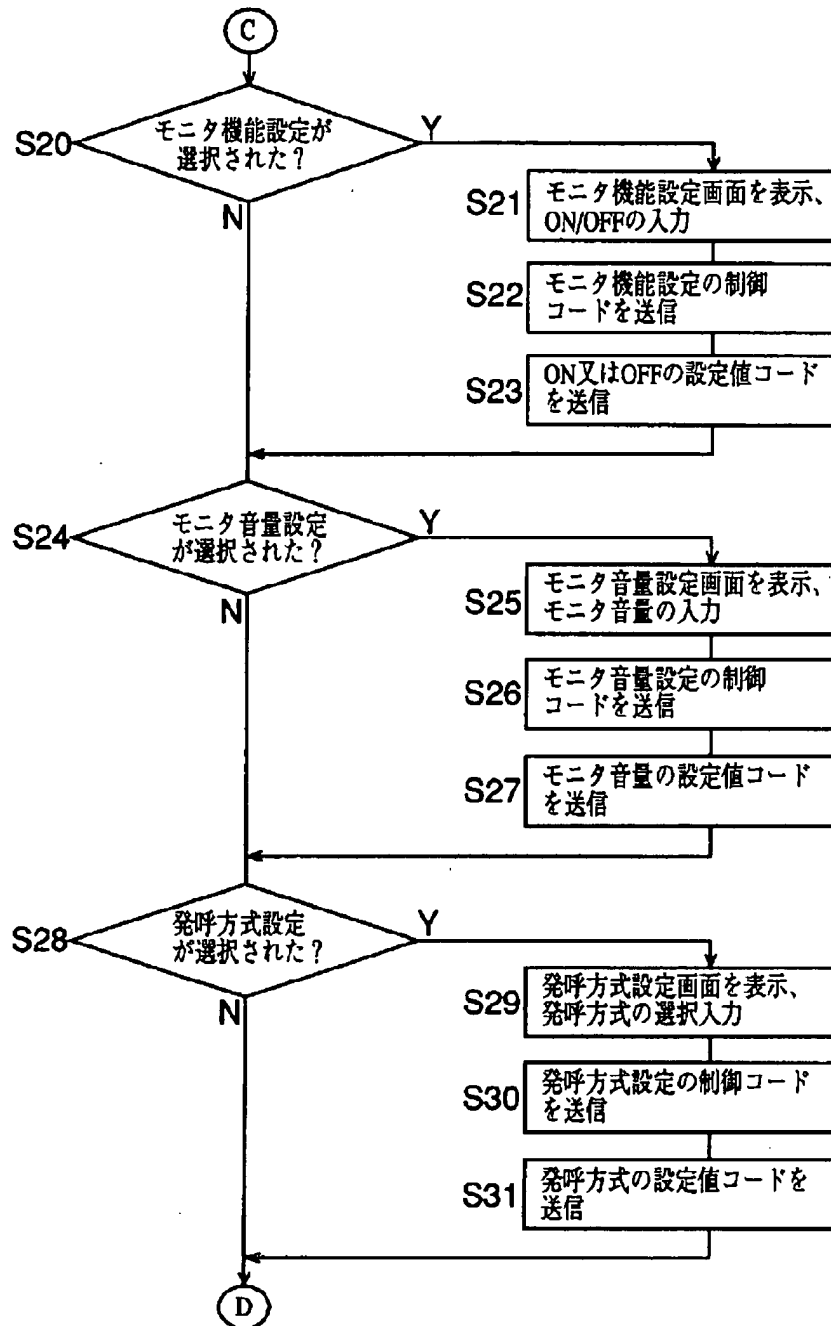 C
S20
モニタ機能設定が
選択された？
Y
N
S21
モニタ機能設定画面を表示、
ON/OFFの入力
S22
モニタ機能設定の制御
コードを送信
S23
ON又はOFFの設定値コード
を送信
S24
モニタ音量設定
が選択された？
Y
N
S25
モニタ音量設定画面を表示、
モニタ音量の入力
S26
モニタ音量設定の制御
コードを送信
S27
モニタ音量の設定値コード
を送信
S28
発呼方式設定
が選択された？
Y
N
S29
発呼方式設定画面を表示、
発呼方式の選択入力
S30
発呼方式設定の制御コード
を送信
S31
発呼方式の設定値コードを
送信
D